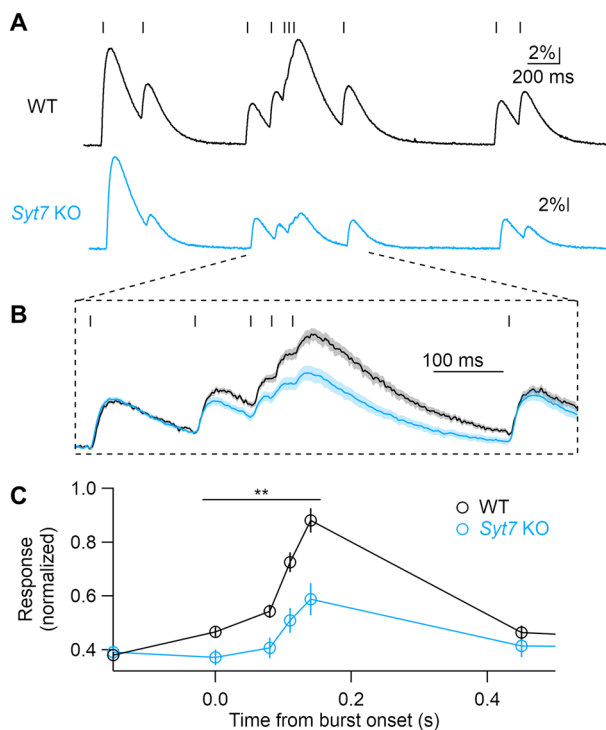 A
2%
200 ms
WT
Syt7 KO
2%
B
100 ms
C
1.0
**
WT
Syt7 KO
0.8
Response
(normalized)
0.6
0.4
0.0
0.2
0.4
Time from burst onset (s)